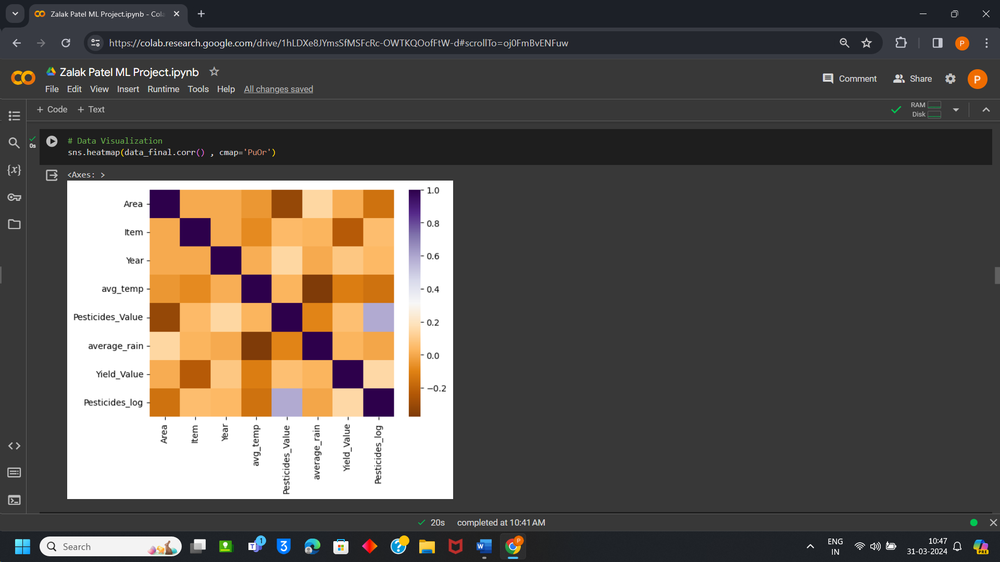 Zalak Patel ML Project.ipynb - Cola
https://colab.research.google.com/drive/1hLDXe8JYmsSfMSFcRc-OWTKQOofFtW-d#scrollTo=oj0FmBvENFuw
P
Zalak Patel ML Project.ipynb
File Edit View Insert Runtime Tools Help All changes saved
Comment Share P
+ Code + Text
RAM
Disk
{x}
0s
# Data Visualization
sns.heatmap(data_final.corr() , cmap='PuOr')
<Axes: >
Area
Item
Year
avg_temp
Pesticides_Value
average_rain
Yield_Value
Pesticides_log
Area Item Year avg_temp Pesticides_Value average_rain Yield_Value Pesticides_log
1.0
0.8
0.6
0.4
0.2
0.0
−0.2
20s completed at 10:41 AM
Search
T
1
3
?
W
P
ENG
IN
10:47
31-03-2024
PRE